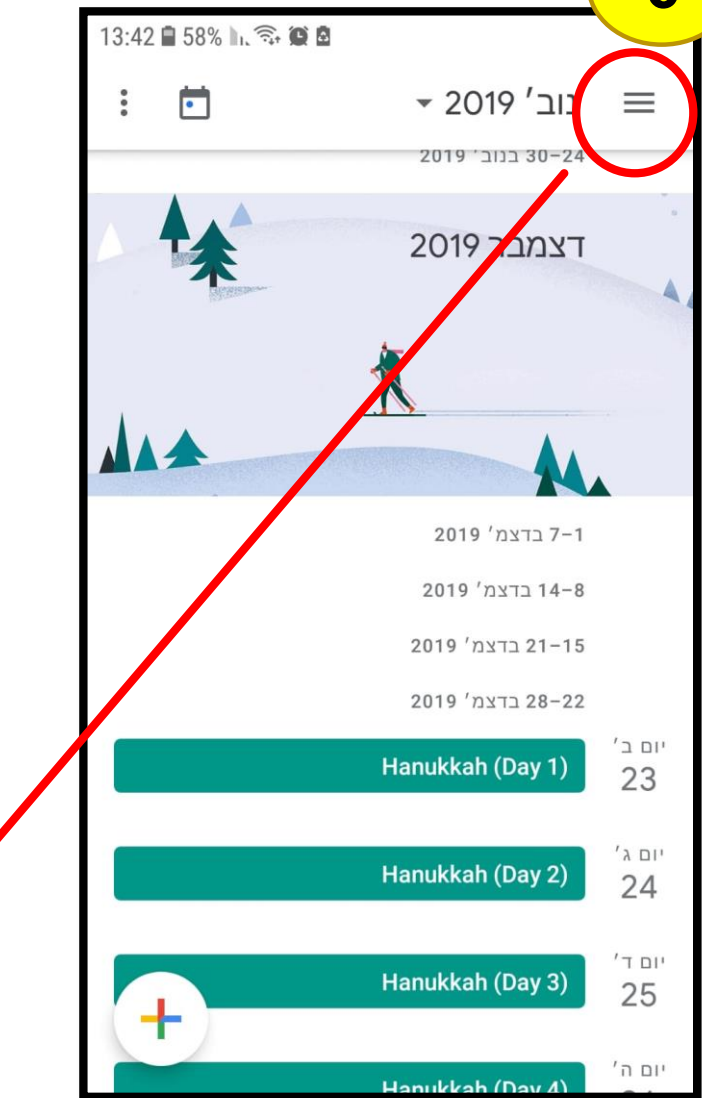 13:42 58%
נוב׳ 2019
24–30 בנוב׳ 2019
דצמבר 2019
1–7 בדצמ׳ 2019
8–14 בדצמ׳ 2019
15–21 בדצמ׳ 2019
22–28 בדצמ׳ 2019
יום ב׳
23
Hanukkah (Day 1)
יום ג׳
24
Hanukkah (Day 2)
יום ד׳
25
Hanukkah (Day 3)
יום ה׳
Hanukkah (Day 4)